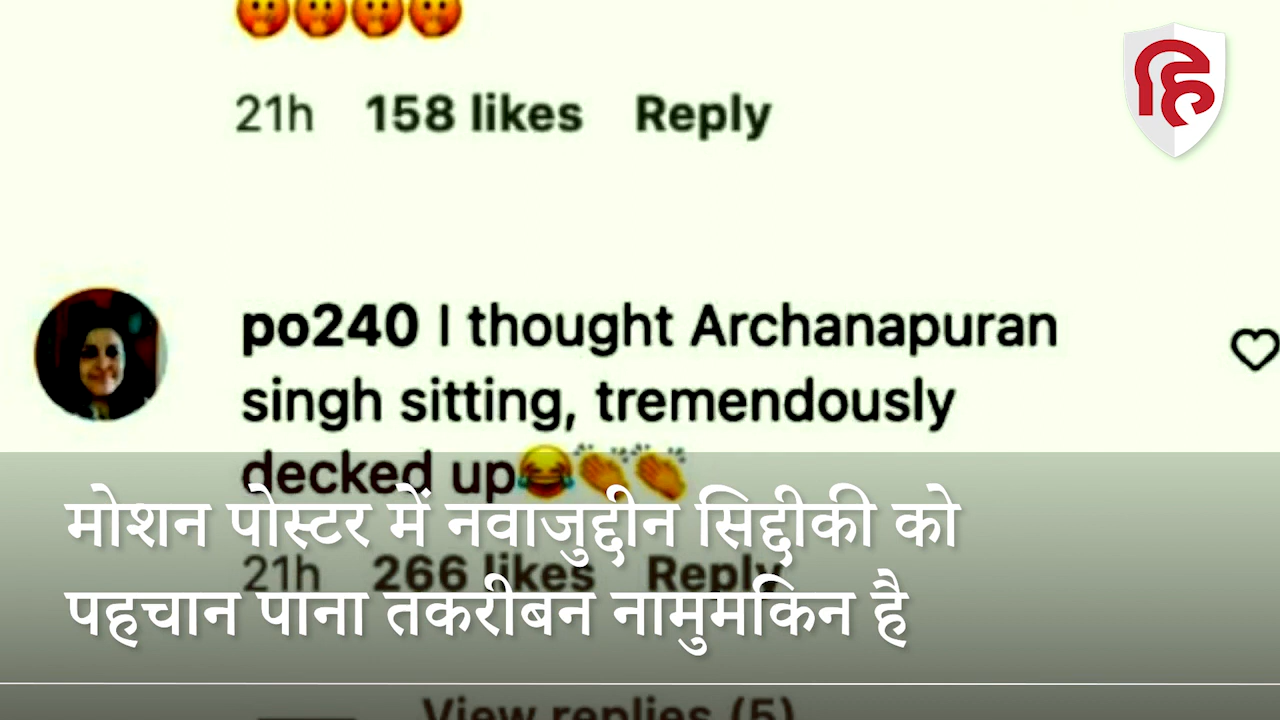 हि
21h 158 likes Reply
po240 I thought Archanapuran
singh sitting, tremendously
decked up😂👏👏
मोशन पोस्टर में नवाजुद्दीन सिद्दीकी को
21h 266 likes Reply
पहचान पाना तकरीबन नामुमकिन है
View replies (5)